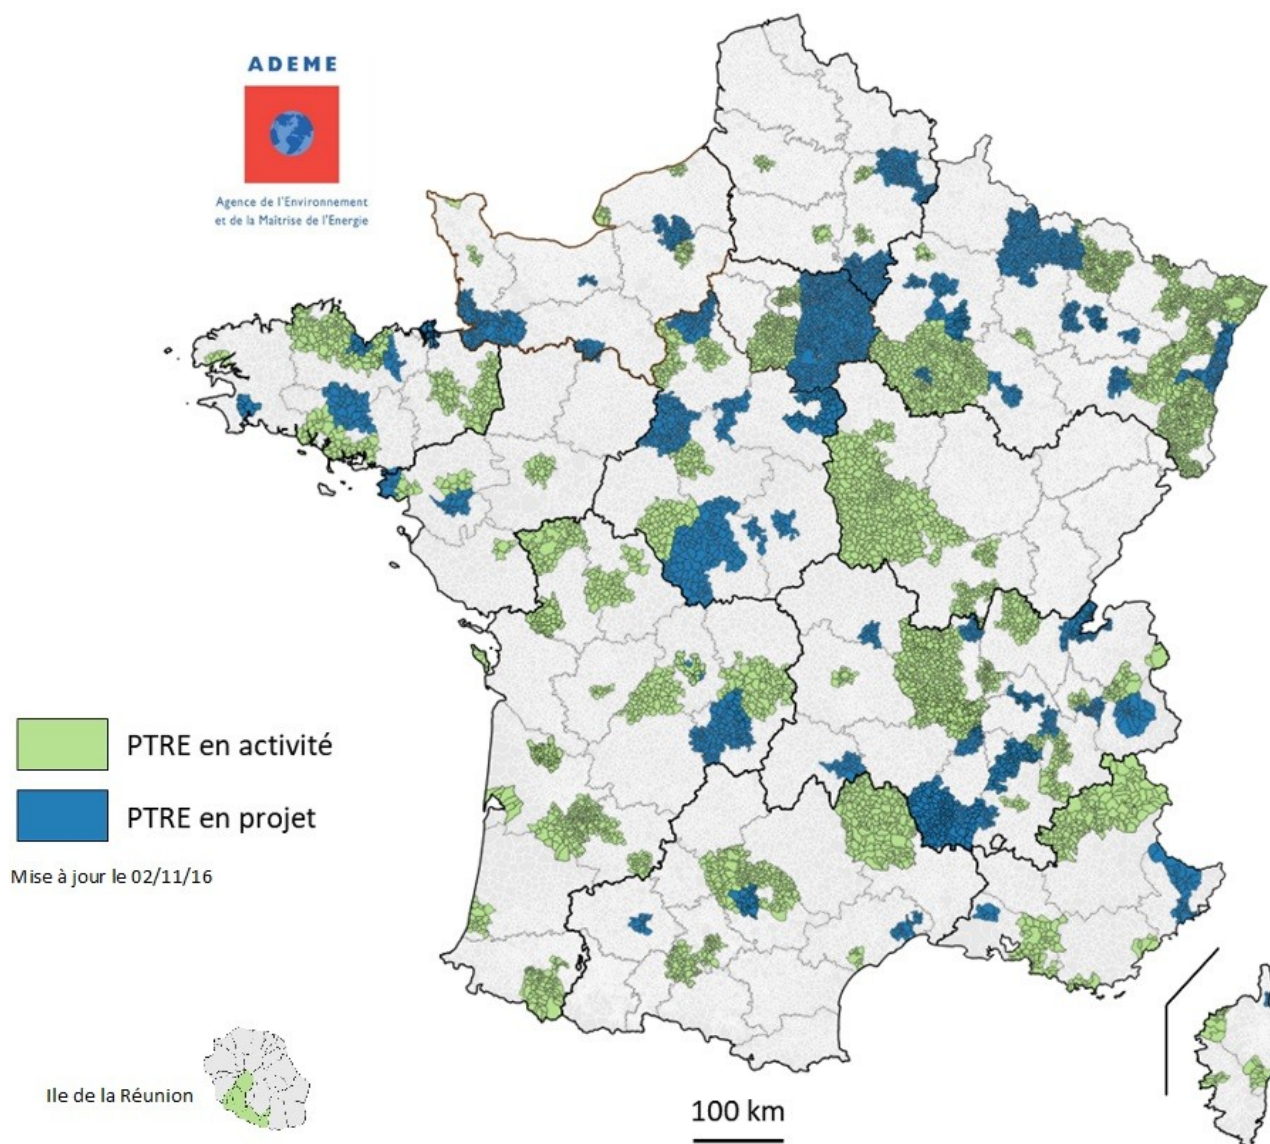 ADEME
Agence de l'Environnement
et de la Maîtrise de l'Energie
PTRE en activité
PTRE en projet
Mise à jour le 02/11/16
Ile de la Réunion
100 km